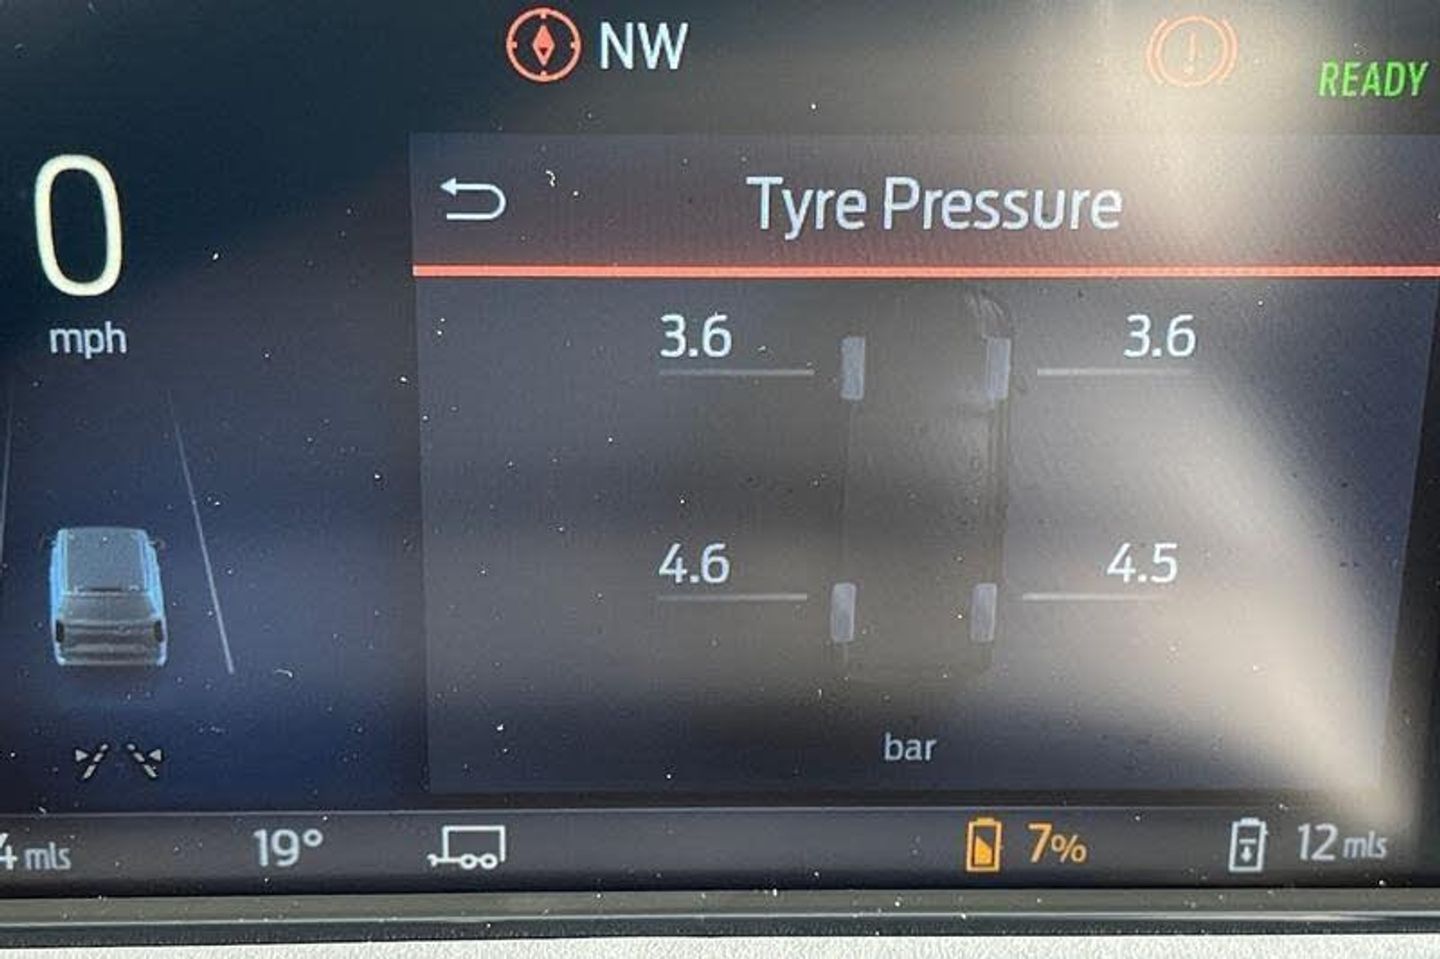 NW
READY
0
mph
Tyre Pressure
3.6 3.6
4.6 4.5
bar
4 mls 19° 7% 12 mls